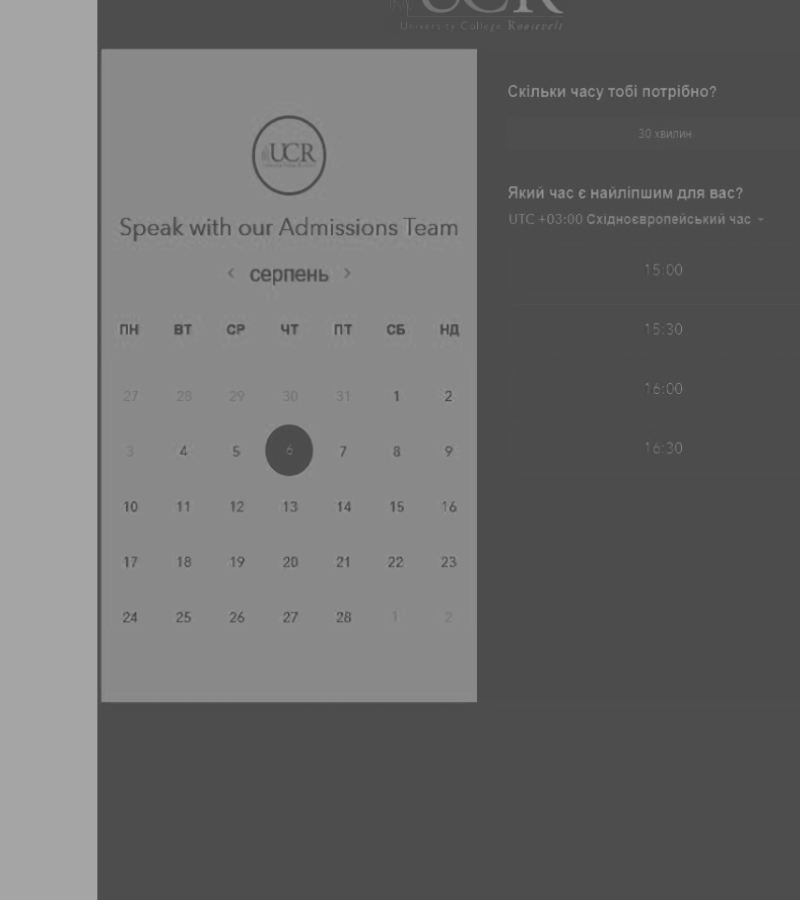 UCR
University College Roosevelt
UCR
Speak with our Admissions Team
‹ серпень ›
ПН ВТ СР ЧТ ПТ СБ НД
27 28 29 30 31 1 2
3 4 5 6 7 8 9
10 11 12 13 14 15 16
17 18 19 20 21 22 23
24 25 26 27 28 1 2
Скільки часу тобі потрібно?
30 хвилин
Який час є найліпшим для вас?
UTC +03:00 Східноєвропейський час
15:00
15:30
16:00
16:30